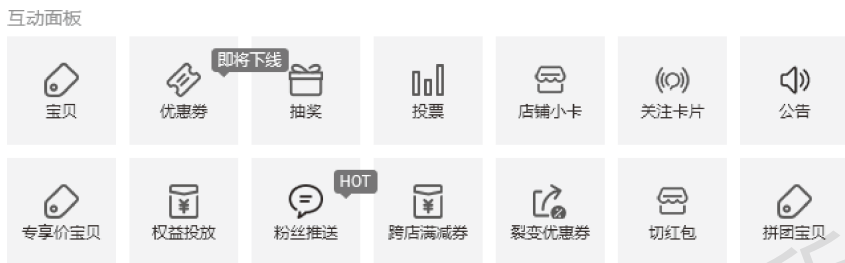 互动面板
即将下线
宝贝
优惠券
抽奖
投票
店铺小卡
关注卡片
公告
HOT
专享价宝贝
权益投放
粉丝推送
跨店满减券
裂变优惠券
切红包
拼团宝贝